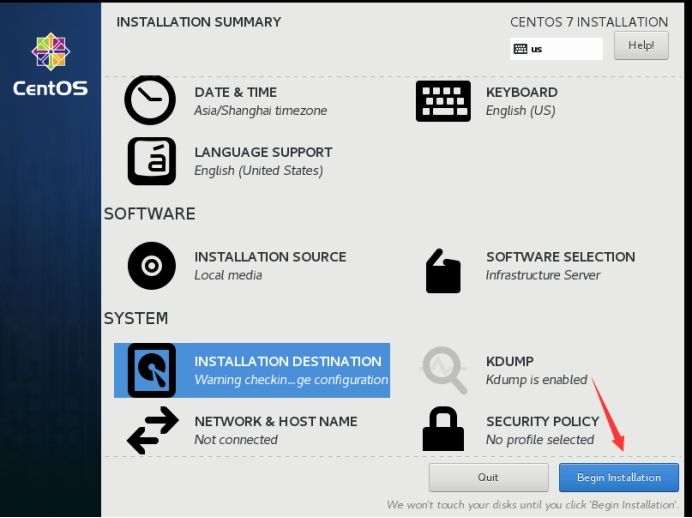 INSTALLATION SUMMARY
CENTOS 7 INSTALLATION
us
Help!
CentOS
DATE & TIME
Asia/Shanghai timezone
KEYBOARD
English (US)
á
LANGUAGE SUPPORT
English (United States)
SOFTWARE
INSTALLATION SOURCE
Local media
SOFTWARE SELECTION
Infrastructure Server
SYSTEM
INSTALLATION DESTINATION
Warning checkin...ge configuration
KDUMP
Kdump is enabled
NETWORK & HOST NAME
Not connected
SECURITY POLICY
No profile selected
Quit
Begin Installation
We won't touch your disks until you click 'Begin Installation'.